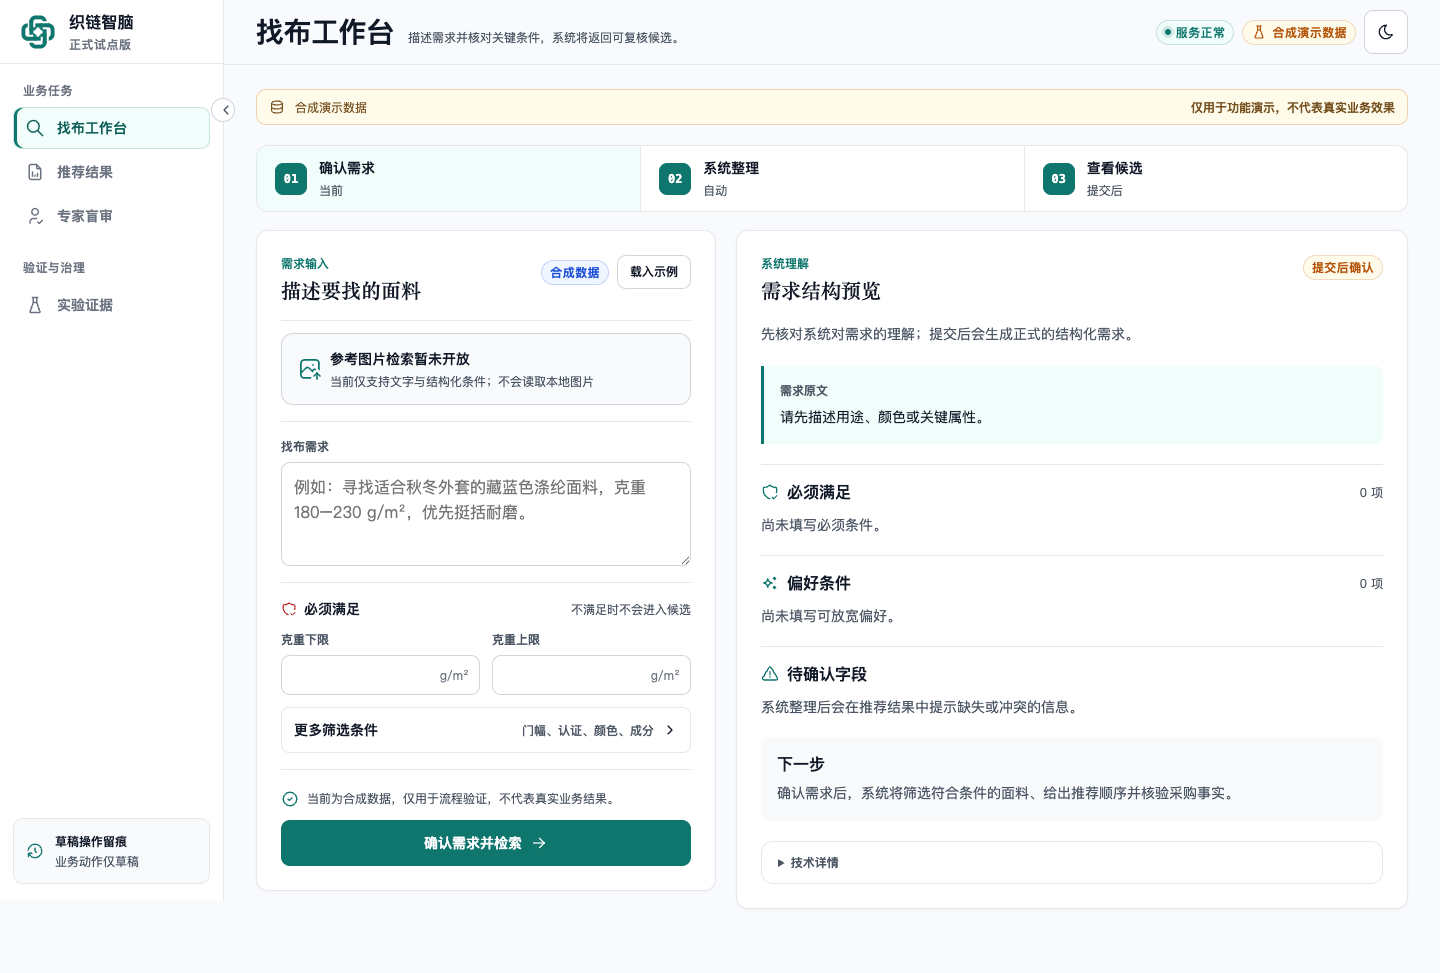 织链智脑
正式试点版
业务任务
找布工作台
推荐结果
专家盲审
验证与治理
实验证据
草稿操作留痕
业务动作仅草稿
找布工作台
描述需求并核对关键条件，系统将返回可复核候选。
服务正常
合成演示数据
合成演示数据
仅用于功能演示，不代表真实业务效果
01
确认需求
当前
02
系统整理
自动
03
查看候选
提交后
需求输入
描述要找的面料
合成数据
载入示例
参考图片检索暂未开放
当前仅支持文字与结构化条件；不会读取本地图片
找布需求
例如：寻找适合秋冬外套的藏蓝色涤纶面料，克重
180–230 g/m²，优先挺括耐磨。
必须满足
不满足时不会进入候选
克重下限
克重上限
g/m²
g/m²
更多筛选条件
门幅、认证、颜色、成分
当前为合成数据，仅用于流程验证，不代表真实业务结果。
确认需求并检索
系统理解
需求结构预览
提交后确认
先核对系统对需求的理解；提交后会生成正式的结构化需求。
需求原文
请先描述用途、颜色或关键属性。
必须满足
0 项
尚未填写必须条件。
偏好条件
0 项
尚未填写可放宽偏好。
待确认字段
系统整理后会在推荐结果中提示缺失或冲突的信息。
下一步
确认需求后，系统将筛选符合条件的面料、给出推荐顺序并核验采购事实。
技术详情